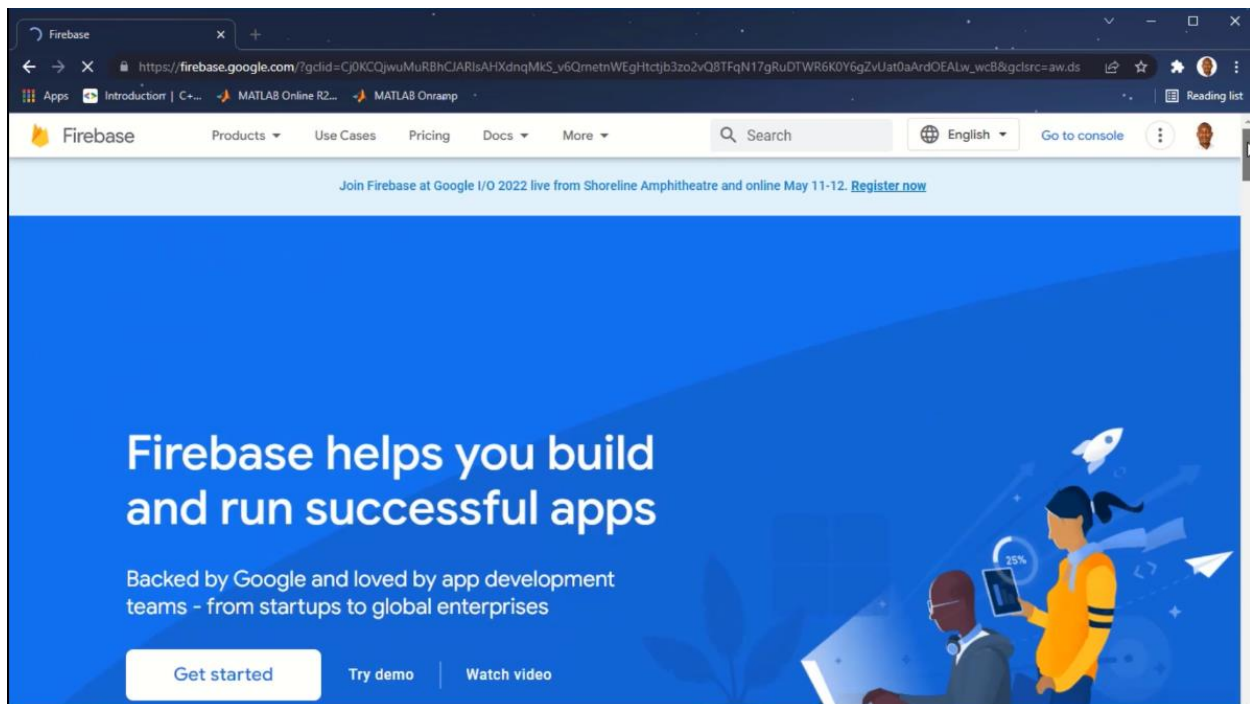 Firebase
https://firebase.google.com/?gclid=Cj0KCQjwuMuRBhCJARIsAHXdnqMkS_v6QmetnWEgHtctjb3zo2vQ8TFqN17gRuDTWR6K0Y6gZvUat0aArdOEALw_wcB&gclsrc=aw.ds
Apps Introduction | C+... MATLAB Online R2... MATLAB Onramp Reading list
Firebase Products Use Cases Pricing Docs More Search English Go to console
Join Firebase at Google I/O 2022 live from Shoreline Amphitheatre and online May 11-12. Register now
Firebase helps you build
and run successful apps
Backed by Google and loved by app development
teams - from startups to global enterprises
Get started Try demo Watch video
25%